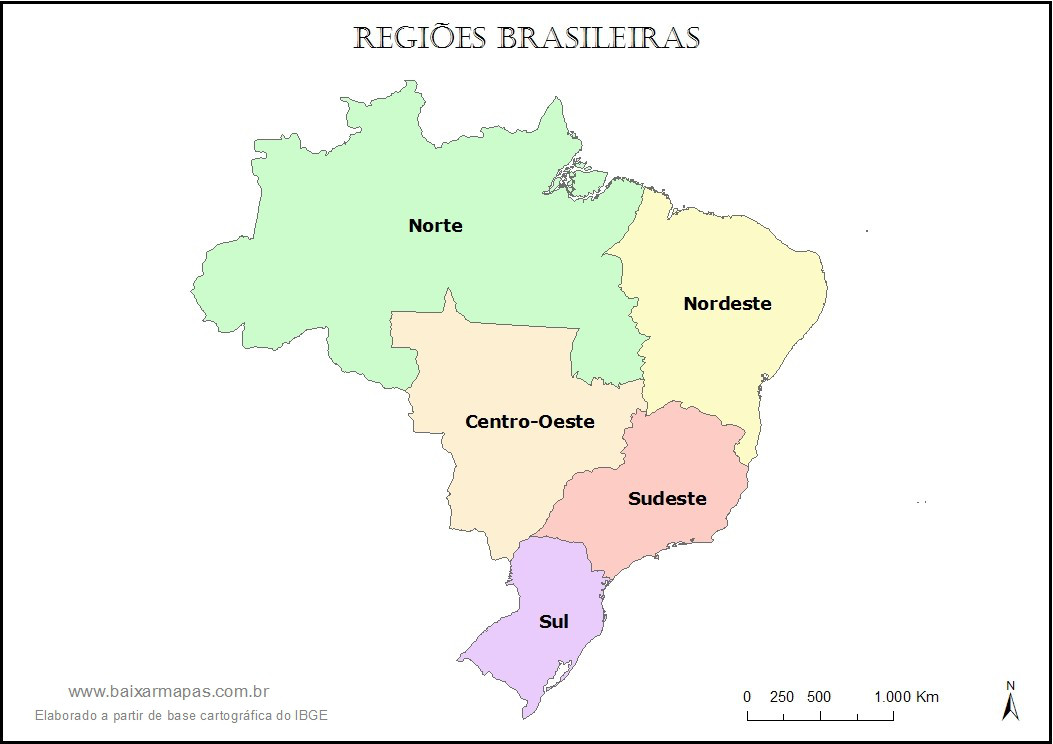 REGIÕES BRASILEIRAS
Norte
Nordeste
Centro-Oeste
Sudeste
Sul
www.baixarmapas.com.br
Elaborado a partir de base cartográfica do IBGE
0 250 500 1.000 Km
N